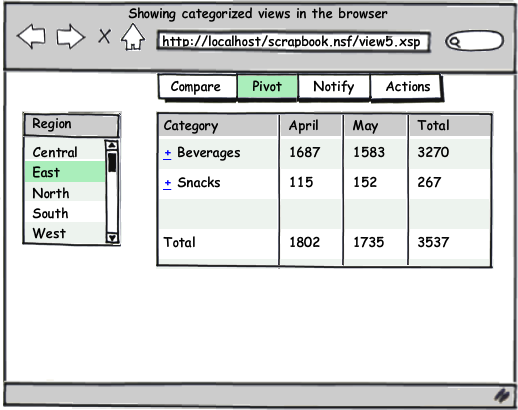 Showing categorized views in the browser
http://localhost/scrapbook.nsf/view5.xsp
Compare Pivot Notify Actions
Region
Central
East
North
South
West
Category April May Total
+ Beverages 1687 1583 3270
+ Snacks 115 152 267
Total 1802 1735 3537